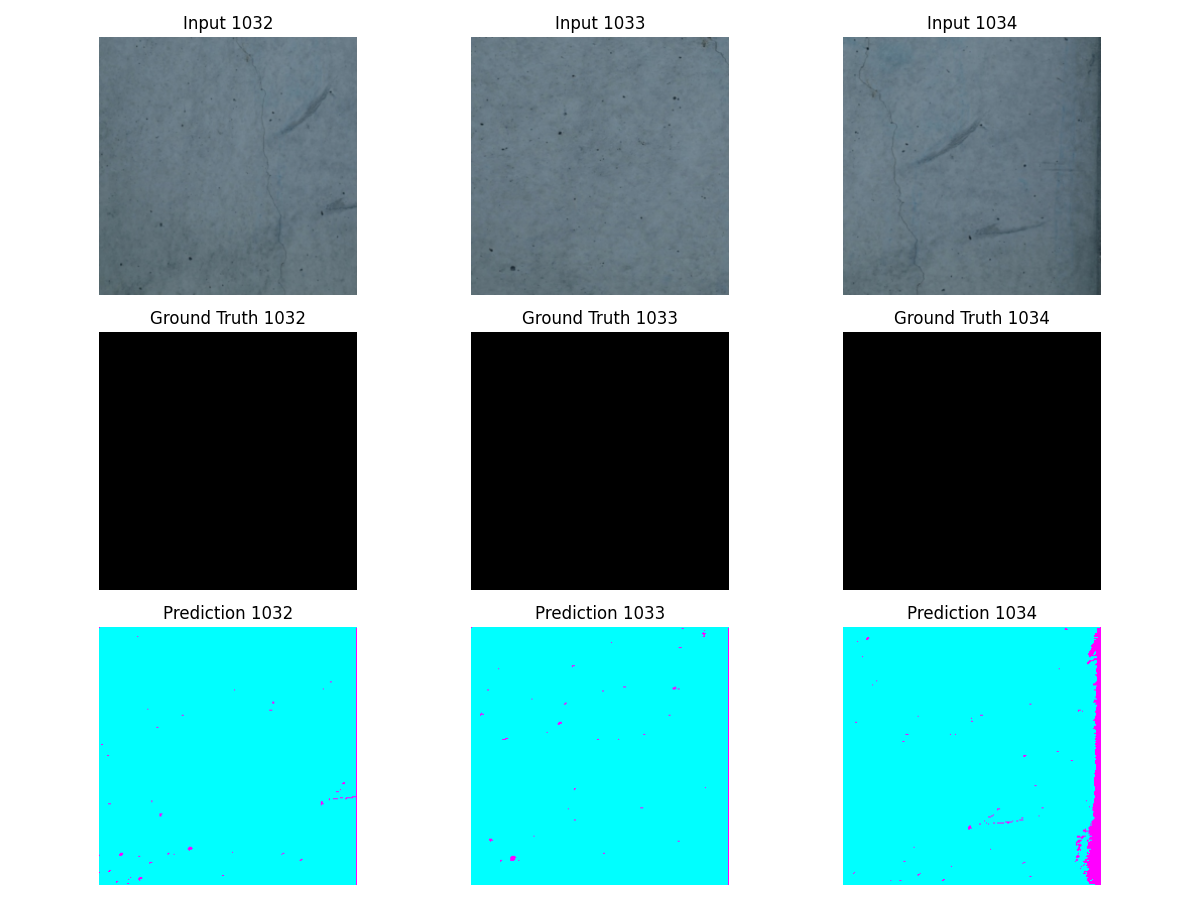 Input 1032
Input 1033
Input 1034
Ground Truth 1032
Ground Truth 1033
Ground Truth 1034
Prediction 1032
Prediction 1033
Prediction 1034